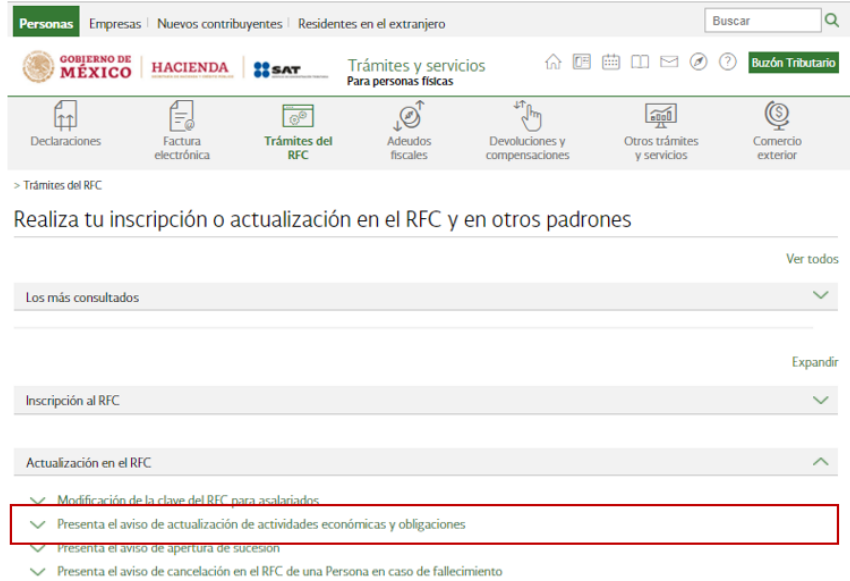 Personas Empresas Nuevos contribuyentes Residentes en el extranjero Buscar
GOBIERNO DE
MÉXICO
HACIENDA
SAT
Trámites y servicios
Para personas físicas
Buzón Tributario
Declaraciones
Factura
electrónica
Trámites del
RFC
Adeudos
fiscales
Devoluciones y
compensaciones
Otros trámites
y servicios
Comercio
exterior
> Trámites del RFC
Realiza tu inscripción o actualización en el RFC y en otros padrones
Ver todos
Los más consultados
Expandir
Inscripción al RFC
Actualización en el RFC
Modificación de la clave del RFC para asalariados
Presenta el aviso de actualización de actividades económicas y obligaciones
Presenta el aviso de apertura de sucesión
Presenta el aviso de cancelación en el RFC de una Persona en caso de fallecimiento